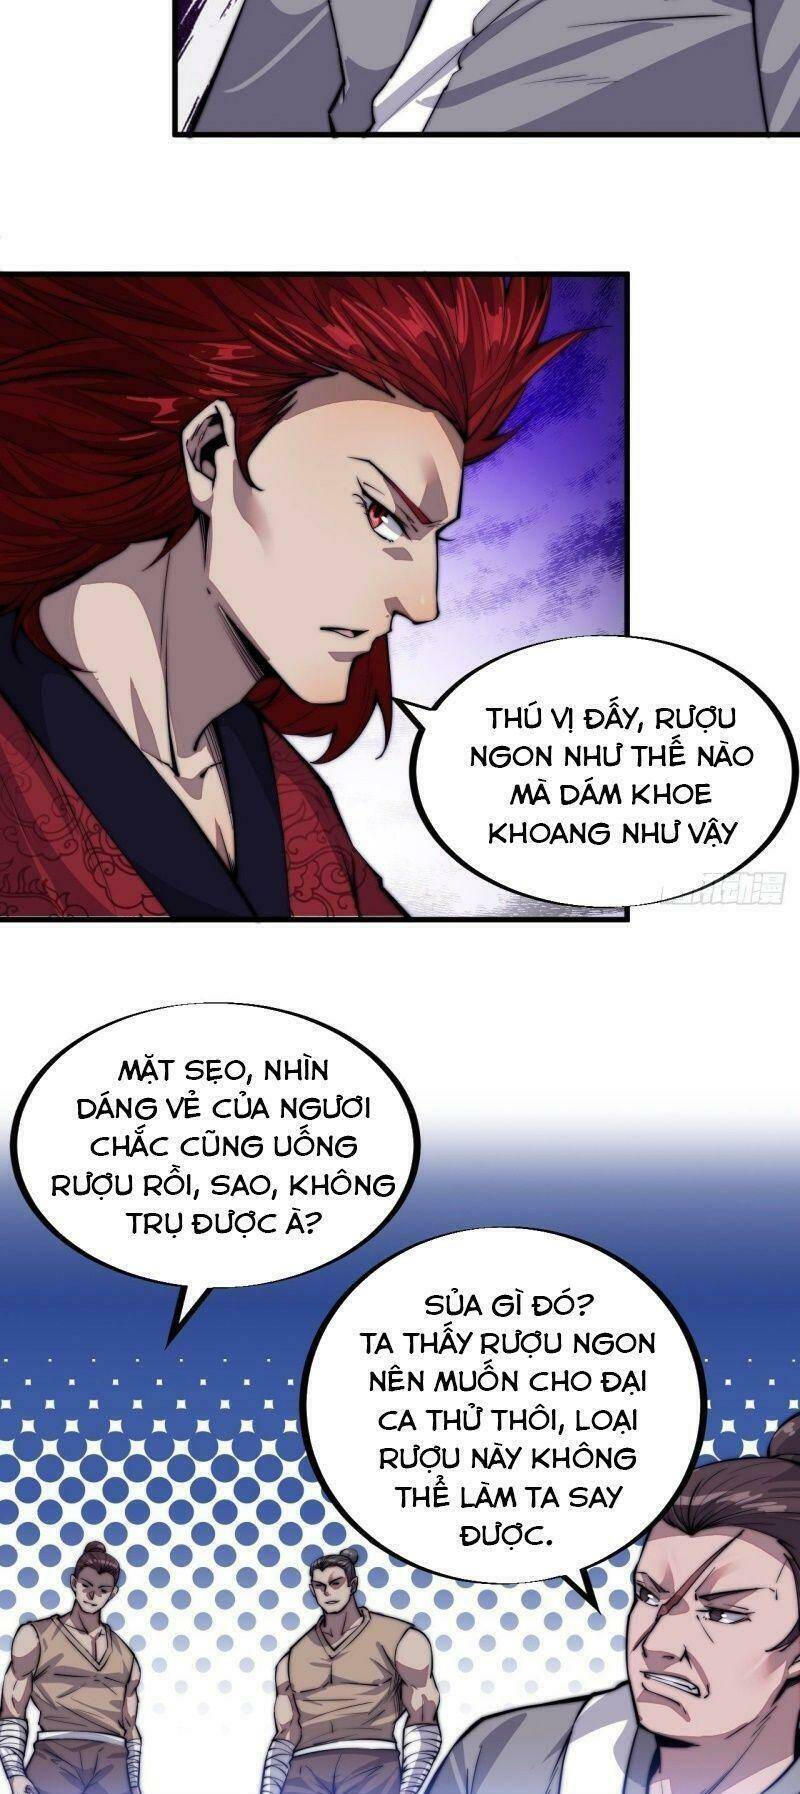 THÚ VỊ ĐẤY, RƯỢU
NGON NHƯ THẾ NÀO
MÀ DÁM KHOE
KHOANG NHƯ VẬY
MẶT SẸO, NHÌN
DÁNG VẺ CỦA NGƯƠI
CHẮC CŨNG UỐNG
RƯỢU RỒI, SAO, KHÔNG
TRỤ ĐƯỢC À?
SỦA GÌ ĐÓ?
TA THẤY RƯỢU NGON
NÊN MUỐN CHO ĐẠI
CA THỬ THÔI, LOẠI
RƯỢU NÀY KHÔNG
THỂ LÀM TA SAY
ĐƯỢC.